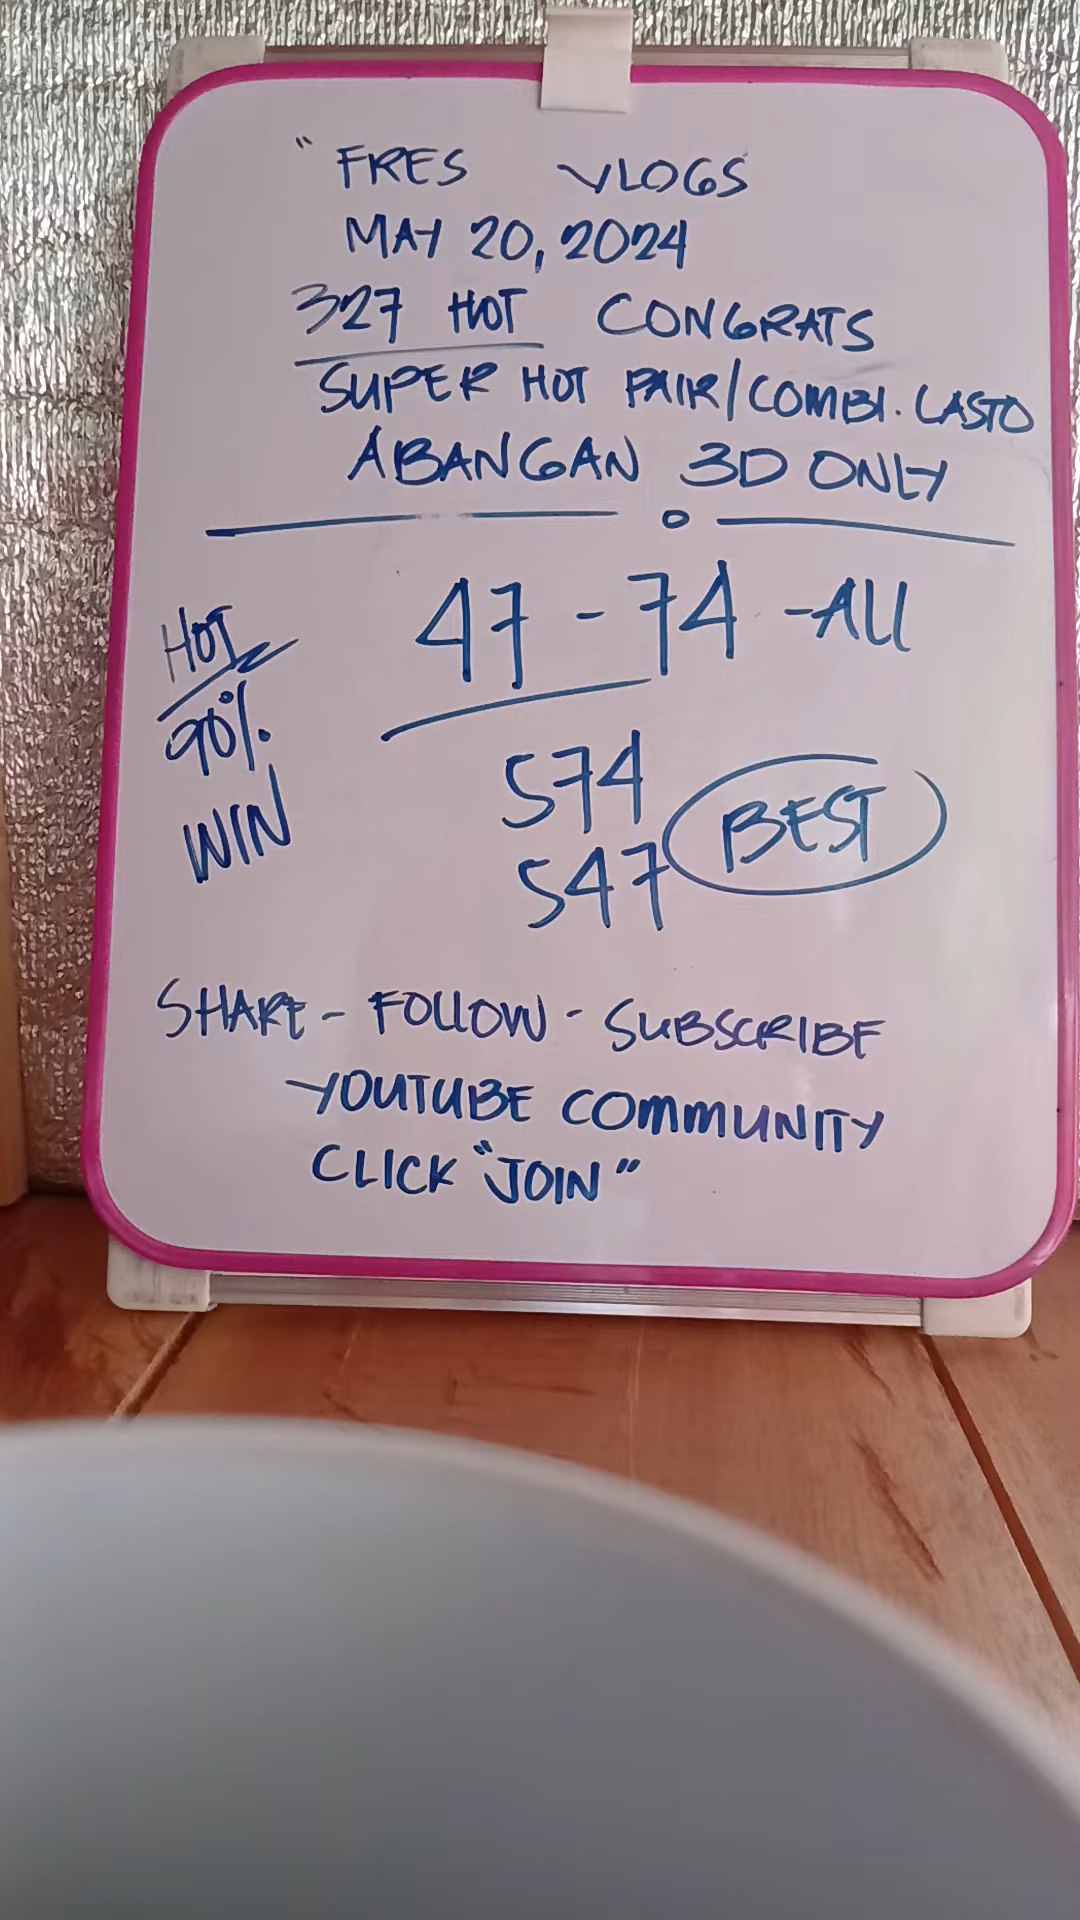 "FRES VLOGS
MAY 20, 2024
327 HOT CONGRATS
SUPER HOT PAIR/COMBI. LASTO
ABANGAN 3D ONLY
47 - 74 - ALL
HOT
90%
WIN
574
547
BEST
SHARE - FOLLOW - SUBSCRIBE
YOUTUBE COMMUNITY
CLICK "JOIN"